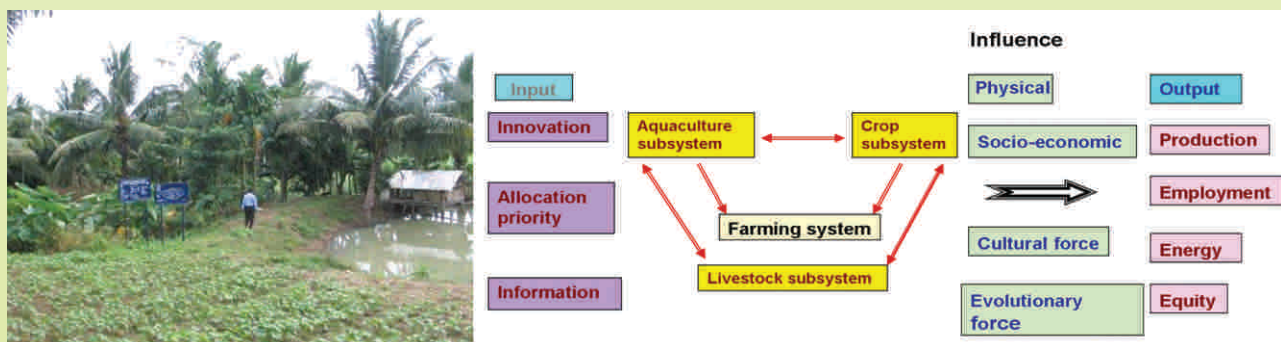 Influence
Input
Innovation
Allocation
priority
Information
Aquaculture
subsystem
Crop
subsystem
Farming system
Livestock subsystem
Physical
Socio-economic
Cultural force
Evolutionary
force
Output
Production
Employment
Energy
Equity